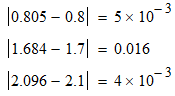 |0.805 − 0.8| = 5 × 10⁻³
|1.684 − 1.7| = 0.016
|2.096 − 2.1| = 4 × 10⁻³